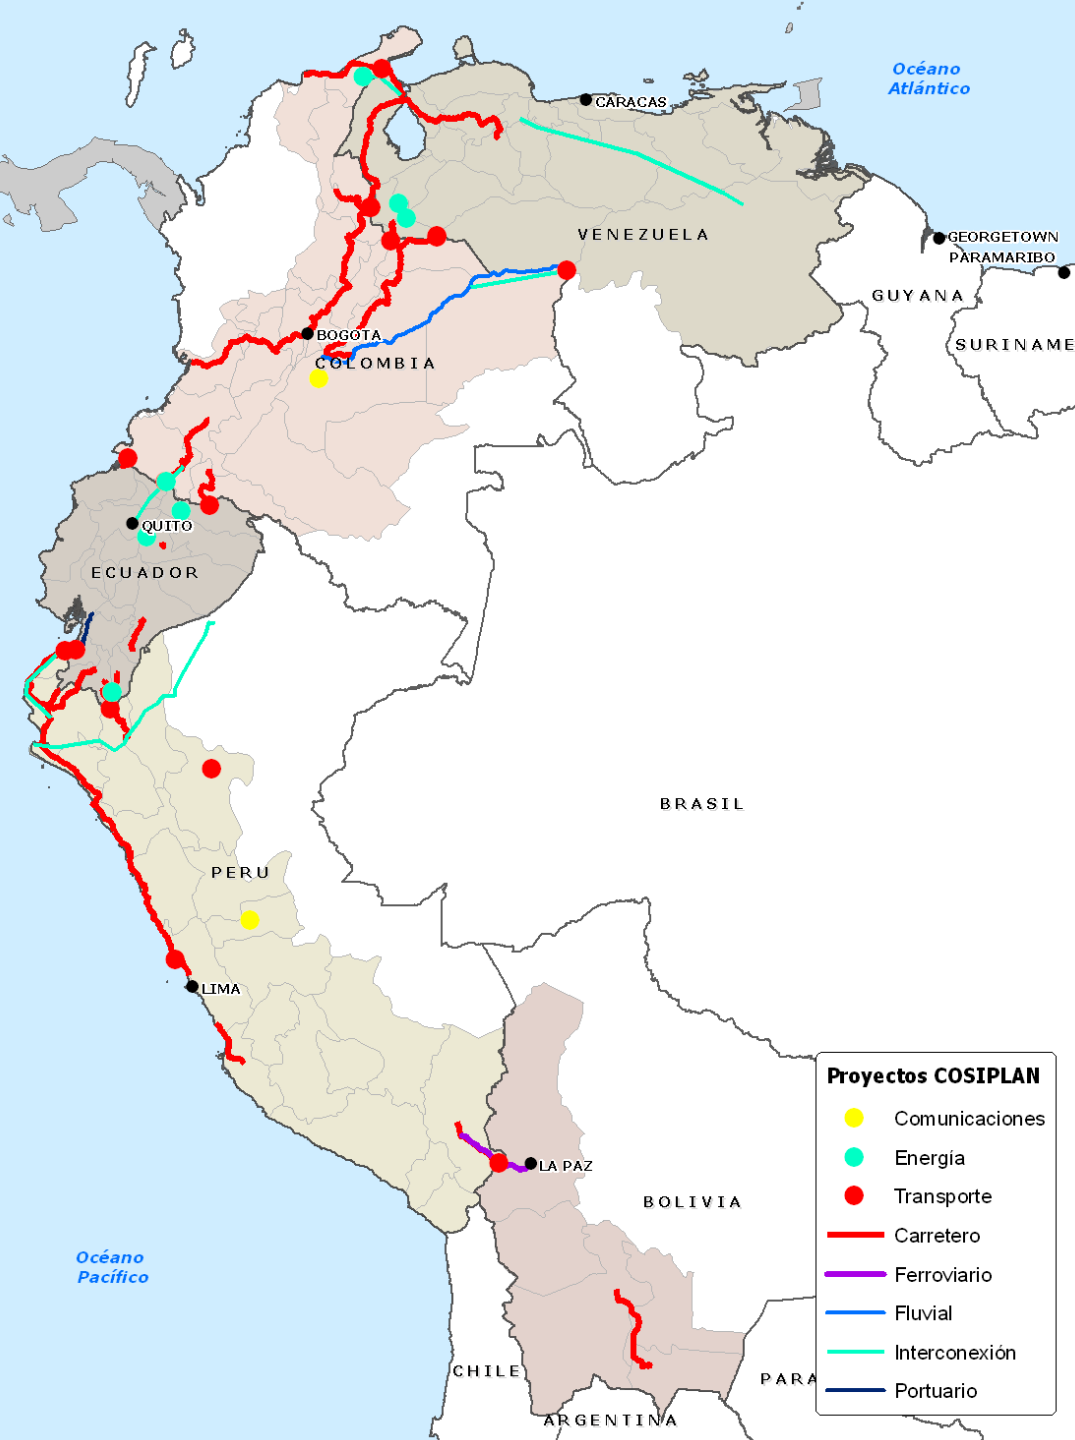 Océano
Atlántico
CARACAS
VENEZUELA
GEORGETOWN
PARAMARIBO
GUYANA
SURINAME
BOGOTA
COLOMBIA
QUITO
ECUADOR
BRASIL
PERU
LIMA
LA PAZ
BOLIVIA
Océano
Pacífico
CHILE
PARA
ARGENTINA
Proyectos COSIPLAN
Comunicaciones
Energía
Transporte
Carretero
Ferroviario
Fluvial
Interconexión
Portuario